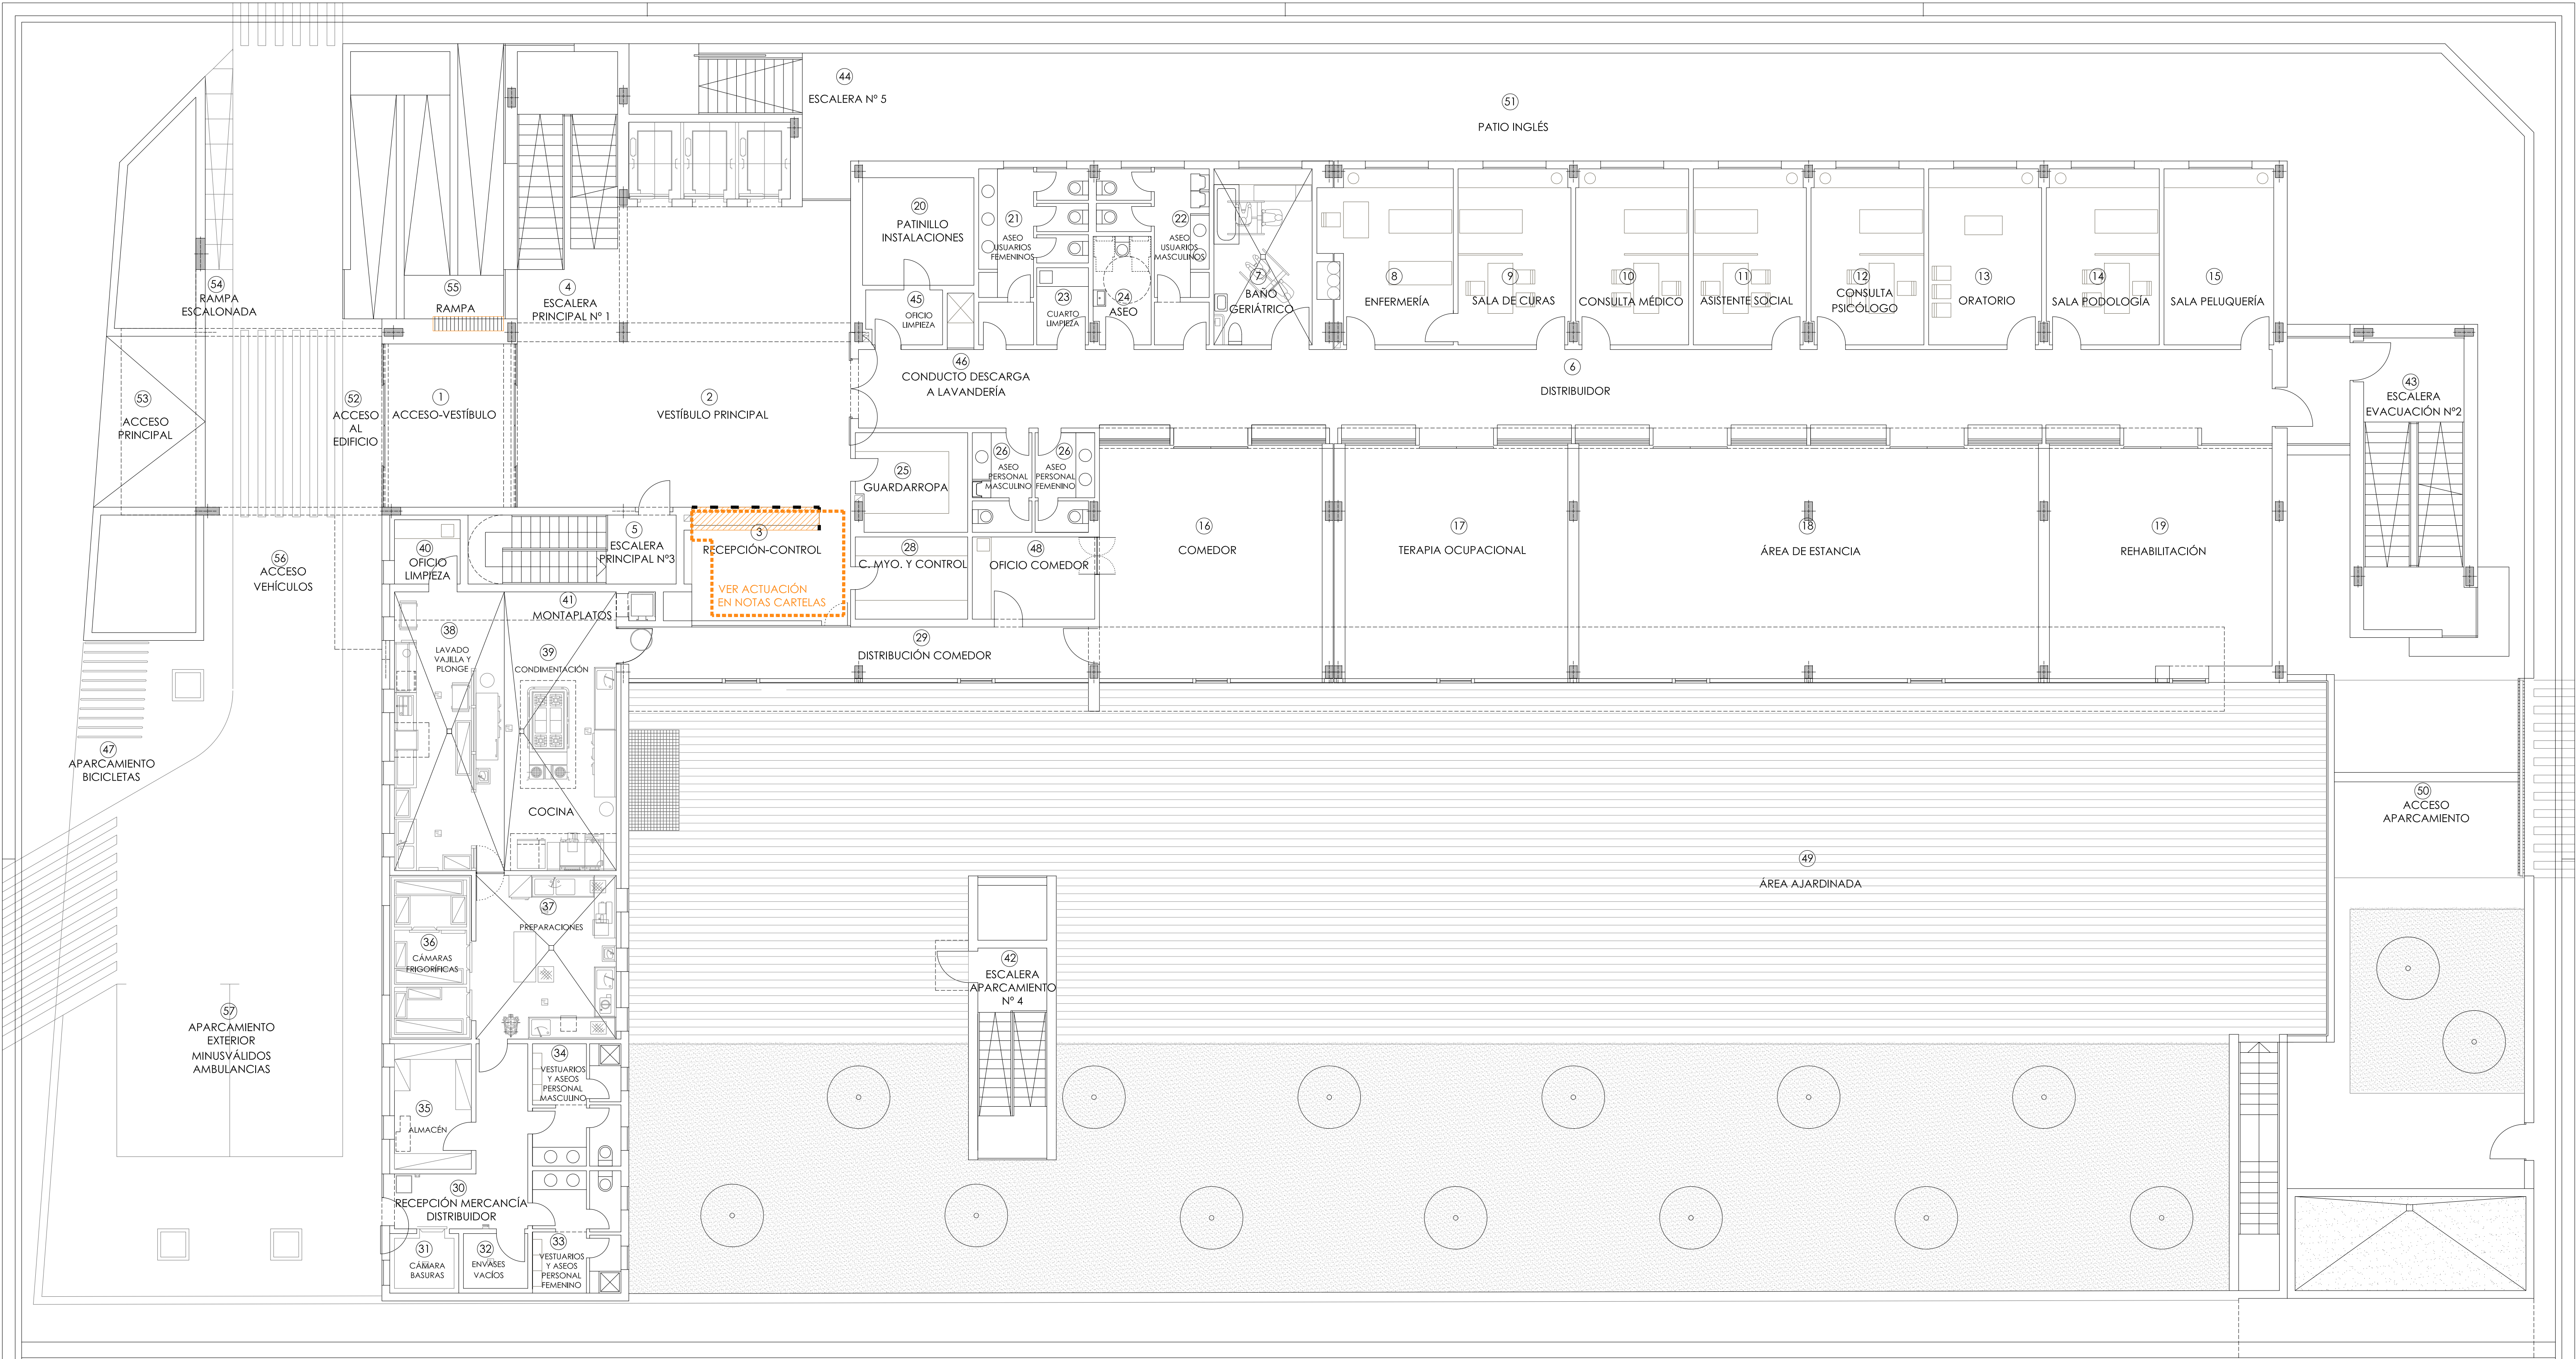 44
ESCALERA Nº 5
51
PATIO INGLÉS
20
PATINILLO
INSTALACIONES
21
ASEO
USUARIOS
FEMENINOS
22
ASEO
USUARIOS
MASCULINOS
7
BAÑO
GERIÁTRICO
8
ENFERMERÍA
9
SALA DE CURAS
10
CONSULTA MÉDICO
11
ASISTENTE SOCIAL
12
CONSULTA
PSICÓLOGO
13
ORATORIO
14
SALA PODOLOGÍA
15
SALA PELUQUERÍA
54
RAMPA
ESCALONADA
55
RAMPA
4
ESCALERA
PRINCIPAL Nº 1
45
OFICIO
LIMPIEZA
23
CUARTO
LIMPIEZA
24
ASEO
53
ACCESO
PRINCIPAL
52
ACCESO
AL
EDIFICIO
1
ACCESO-VESTÍBULO
2
VESTÍBULO PRINCIPAL
46
CONDUCTO DESCARGA
A LAVANDERÍA
6
DISTRIBUIDOR
43
ESCALERA
EVACUACIÓN Nº2
25
GUARDARROPA
26
ASEO
PERSONAL
MASCULINO
26
ASEO
PERSONAL
FEMENINO
56
ACCESO
VEHÍCULOS
40
OFICIO
LIMPIEZA
5
ESCALERA
PRINCIPAL Nº3
3
RECEPCIÓN-CONTROL
VER ACTUACIÓN
EN NOTAS CARTELAS
28
C. MYO. Y CONTROL
48
OFICIO COMEDOR
16
COMEDOR
17
TERAPIA OCUPACIONAL
18
ÁREA DE ESTANCIA
19
REHABILITACIÓN
41
MONTAPLATOS
38
LAVADO
VAJILLA Y
PLONGE
39
CONDIMENTACIÓN
COCINA
29
DISTRIBUCIÓN COMEDOR
47
APARCAMIENTO
BICICLETAS
50
ACCESO
APARCAMIENTO
49
ÁREA AJARDINADA
37
PREPARACIONES
36
CÁMARAS
FRIGORÍFICAS
42
ESCALERA
APARCAMIENTO
Nº 4
57
APARCAMIENTO
EXTERIOR
MINUSVÁLIDOS
AMBULANCIAS
34
VESTUARIOS
Y ASEOS
PERSONAL
MASCULINO
35
ALMACÉN
30
RECEPCIÓN MERCANCÍA
DISTRIBUIDOR
31
CÁMARA
BASURAS
32
ENVASES
VACÍOS
33
VESTUARIOS
Y ASEOS
PERSONAL
FEMENINO